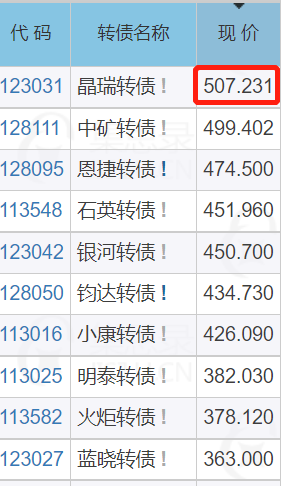 代 码 转债名称 现 价
123031 晶瑞转债 ! 507.231
128111 中矿转债 ! 499.402
128095 恩捷转债 ! 474.500
113548 石英转债 ! 451.960
123042 银河转债 ! 450.700
128050 钧达转债 ! 434.730
113016 小康转债 ! 426.090
113025 明泰转债 ! 382.030
113582 火炬转债 ! 378.120
123027 蓝晓转债 ! 363.000